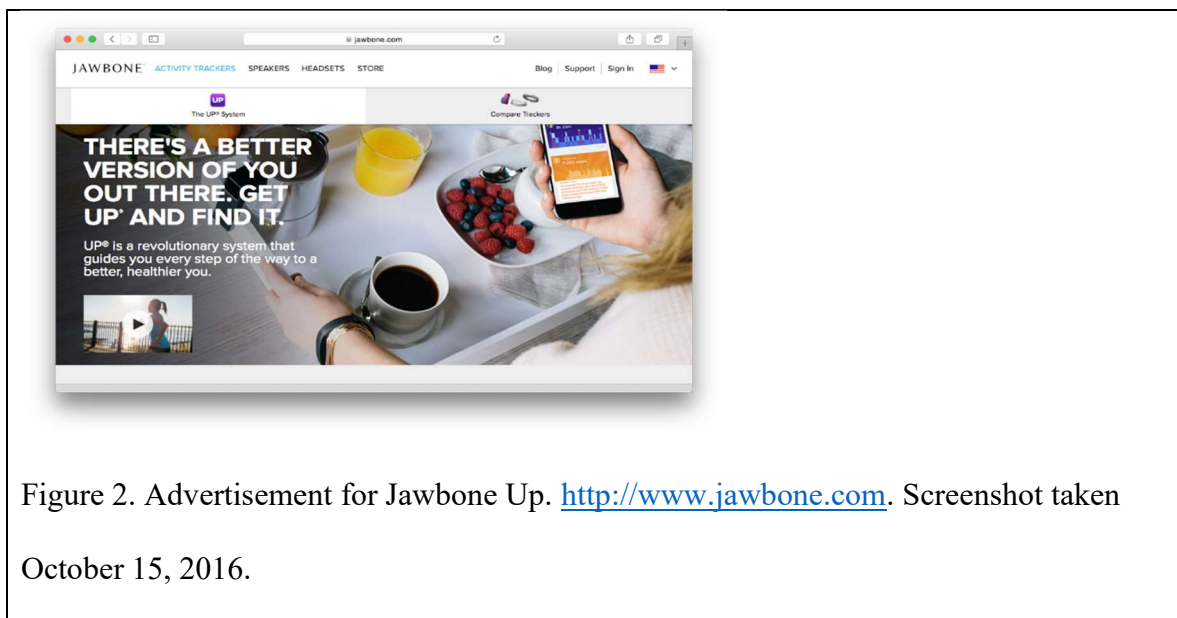 jawbone.com
JAWBONE ACTIVITY TRACKERS SPEAKERS HEADSETS STORE Blog Support Sign In
UP
The UP® System Compare Trackers
THERE'S A BETTER
VERSION OF YOU
OUT THERE. GET
UP® AND FIND IT.
UP® is a revolutionary system that
guides you every step of the way to a
better, healthier you.
Figure 2. Advertisement for Jawbone Up. http://www.jawbone.com. Screenshot taken
October 15, 2016.